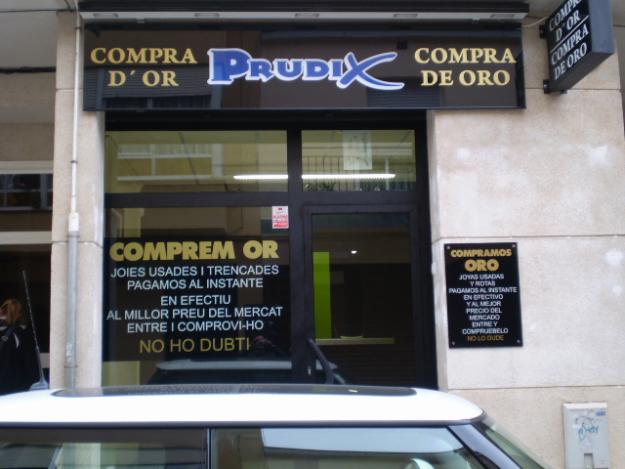 COMPRA
D´OR
PRUDIX
COMPRA
DE ORO
COMPRA
D´OR
COMPRA
DE ORO
COMPREM OR
JOIES USADES I TRENCADES
PAGAMOS AL INSTANTE
EN EFECTIU
AL MILLOR PREU DEL MERCAT
ENTRE I COMPROVI-HO
NO HO DUBTI
COMPRAMOS
ORO
JOYAS USADAS
Y ROTAS
PAGAMOS AL INSTANTE
EN EFECTIVO
Y AL MEJOR
PRECIO DEL
MERCADO
ENTRE Y
COMPRUEBELO
NO LO DUDE